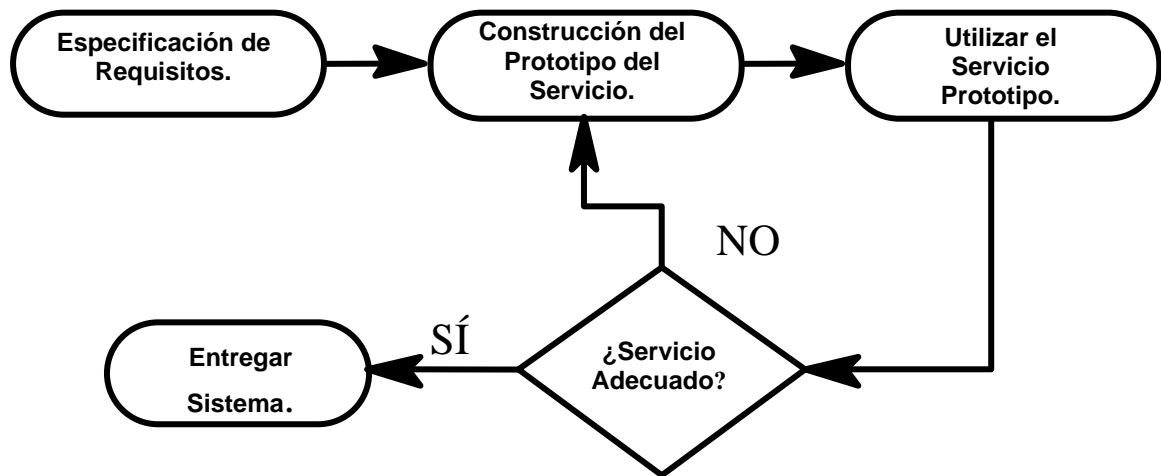 Especificación de
Requisitos.
Construcción del
Prototipo del
Servicio.
Utilizar el
Servicio
Prototipo.
NO
SÍ
¿Servicio
Adecuado?
Entregar
Sistema.